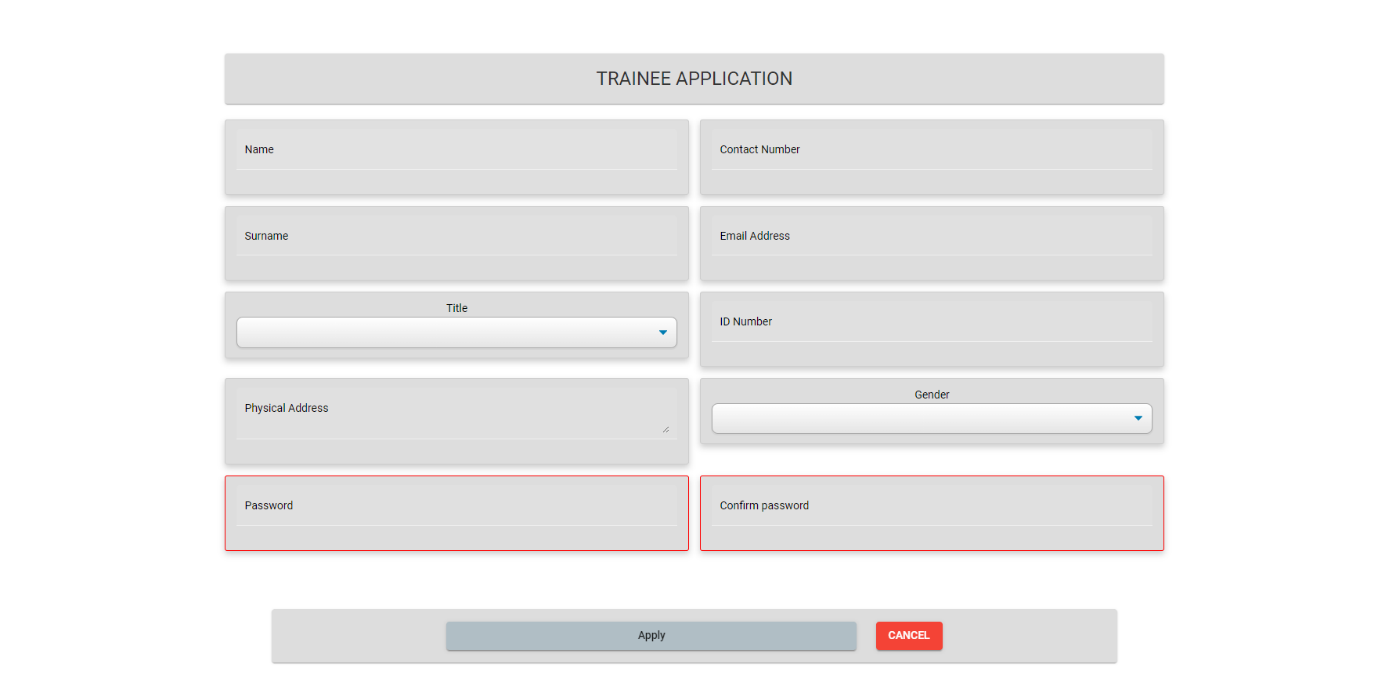 TRAINEE APPLICATION
Name
Contact Number
Surname
Email Address
Title
ID Number
Physical Address
Gender
Password
Confirm password
Apply
CANCEL